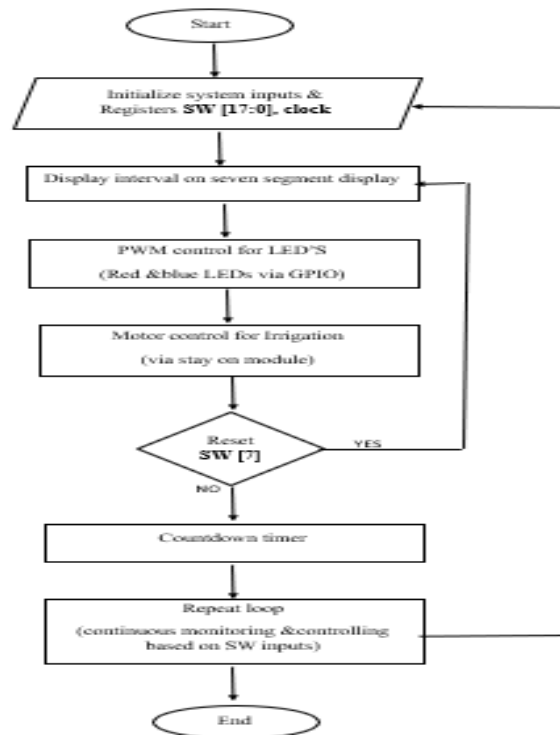 Start
Initialize system inputs &
Registers SW [17:0], clock
Display interval on seven segment display
PWM control for LED'S
(Red &blue LEDs via GPIO)
Motor control for Irrigation
(via stay on module)
Reset
SW [7]
YES
NO
Countdown timer
Repeat loop
(continuous monitoring &controlling
based on SW inputs)
End